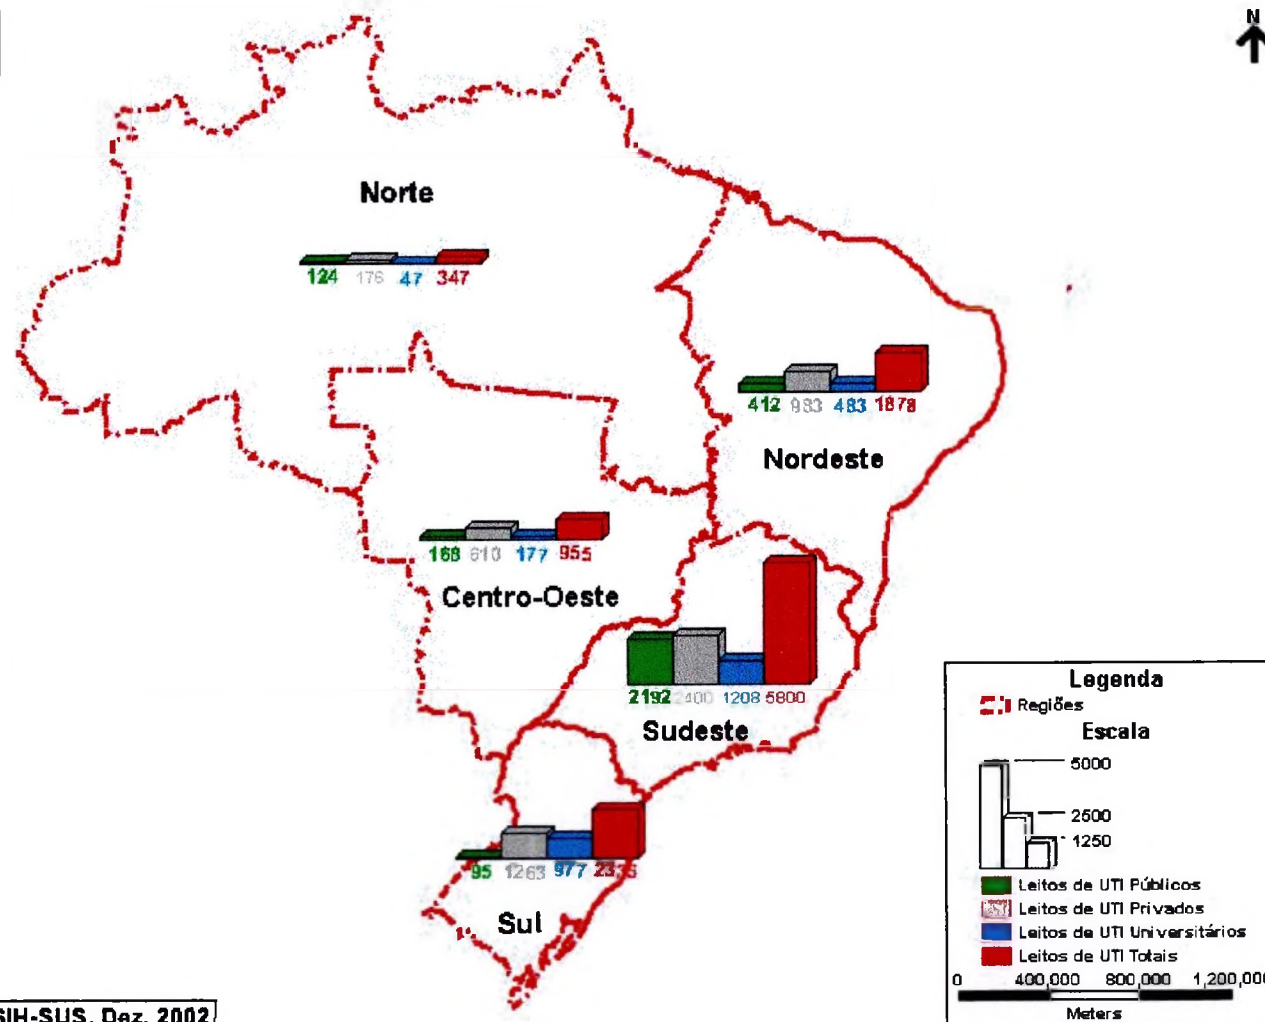 N
Norte
124 176 47 347
412 983 483 1878
Nordeste
168 610 177 955
Centro-Oeste
2192 2400 1208 5800
Sudeste
95 1263 977 2335
Sul
Legenda
Regiões
Escala
5000
2500
1250
Leitos de UTI Públicos
Leitos de UTI Privados
Leitos de UTI Universitários
Leitos de UTI Totais
0 400,000 800,000 1,200,000
Meters
SIH-SUS, Dez. 2002